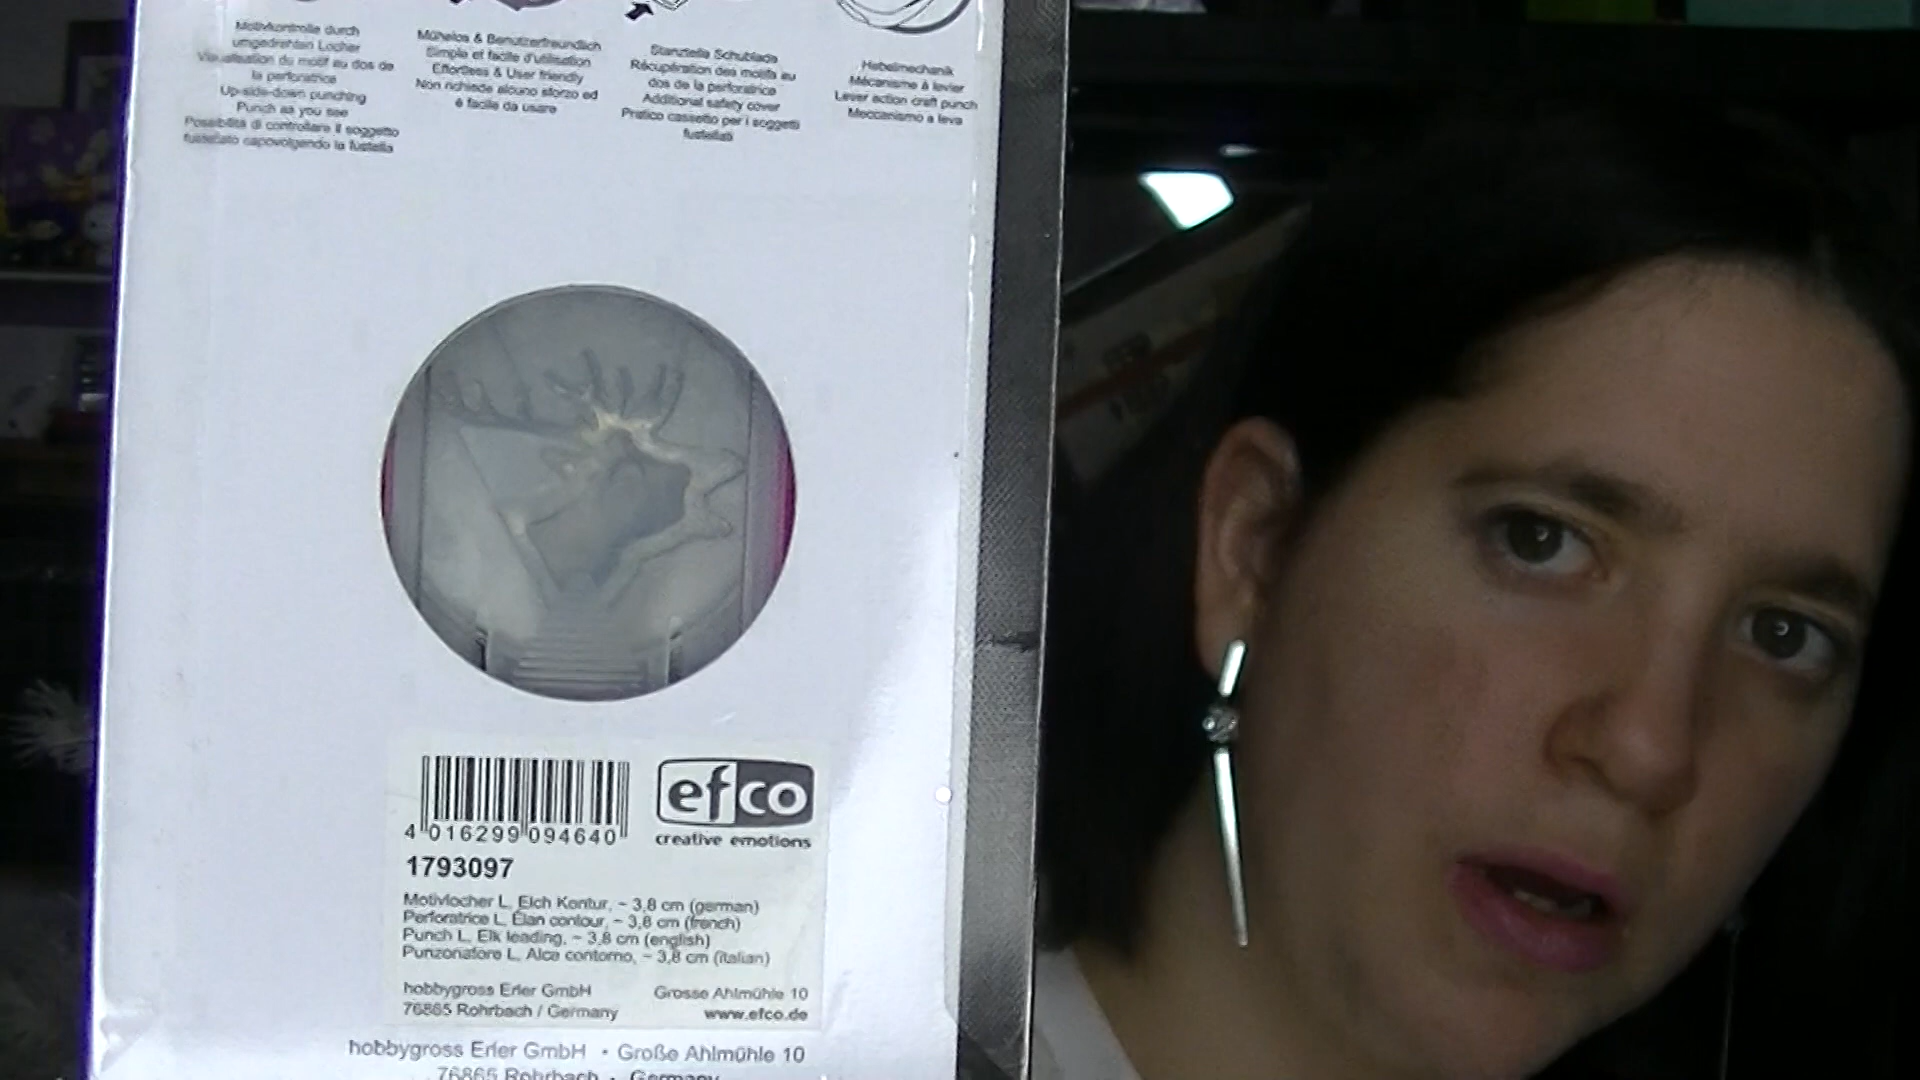 Motivkontrolle durch
umgedrehten Locher
Visualisation du motif au dos de
la perforatrice
Up-side-down punching
Punch as you see
Possibilità di controllare il soggetto
fustellato capovolgendo la fustella
Mühelos & Benutzerfreundlich
Simple et facile d'utilisation
Effortless & User friendly
Non richiede alcuno sforzo ed
è facile da usare
Stanzteile Schublade
Récupération des motifs au
dos de la perforatrice
Additional safety cover
Pratico cassetto per i soggetti
fustellati
Hebelmechanik
Mécanisme à levier
Lever action craft punch
Meccanismo a leva
4 016299 094640
efco
creative emotions
1793097
Motivlocher L, Elch Kontur, ~ 3,8 cm (german)
Perforatrice L, Élan contour, ~ 3,8 cm (french)
Punch L, Elk leading, ~ 3,8 cm (english)
Punzonatore L, Alce contorno, ~ 3,8 cm (italian)
hobbygross Erler GmbH Grosse Ahlmühle 10
76865 Rohrbach / Germany www.efco.de
hobbygross Erler GmbH • Große Ahlmühle 10
76865 Rohrbach • Germany